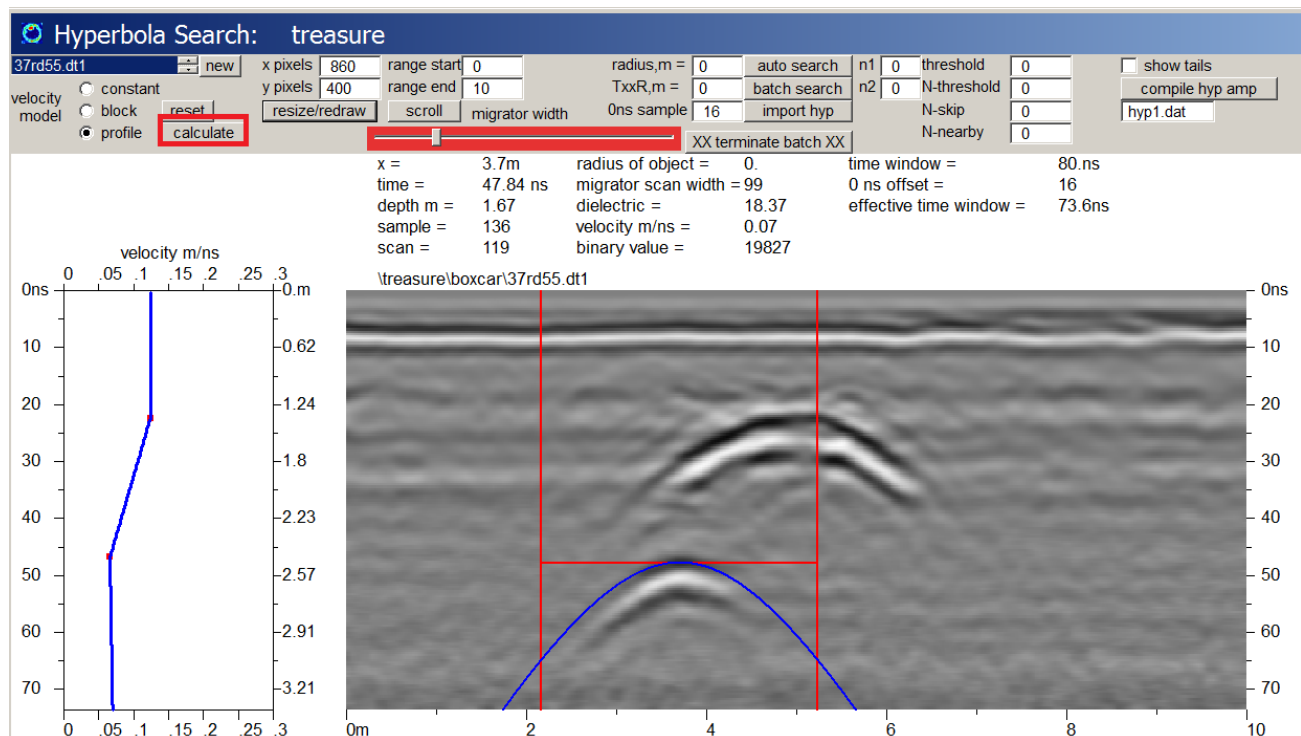 Hyperbola Search: treasure
37rd55.dt1 new x pixels 860 range start 0 radius,m = 0 auto search n1 0 threshold 0 show tails
velocity model constant y pixels 400 range end 10 TxxR,m = 0 batch search n2 0 N-threshold 0 compile hyp amp
block reset resize/redraw scroll migrator width 0ns sample 16 import hyp N-skip 0 hyp1.dat
profile calculate XX terminate batch XX N-nearby 0
x = 3.7m radius of object = 0. time window = 80.ns
time = 47.84 ns migrator scan width = 99 0 ns offset = 16
depth m = 1.67 dielectric = 18.37 effective time window = 73.6ns
sample = 136 velocity m/ns = 0.07
scan = 119 binary value = 19827
velocity m/ns
0 .05 .1 .15 .2 .25 .3
\treasure\boxcar\37rd55.dt1
0ns 0.m 0ns
10 0.62 10
20 1.24 20
30 1.8 30
40 2.23 40
50 2.57 50
60 2.91 60
70 3.21 70
0 .05 .1 .15 .2 .25 .3 0m 2 4 6 8 10